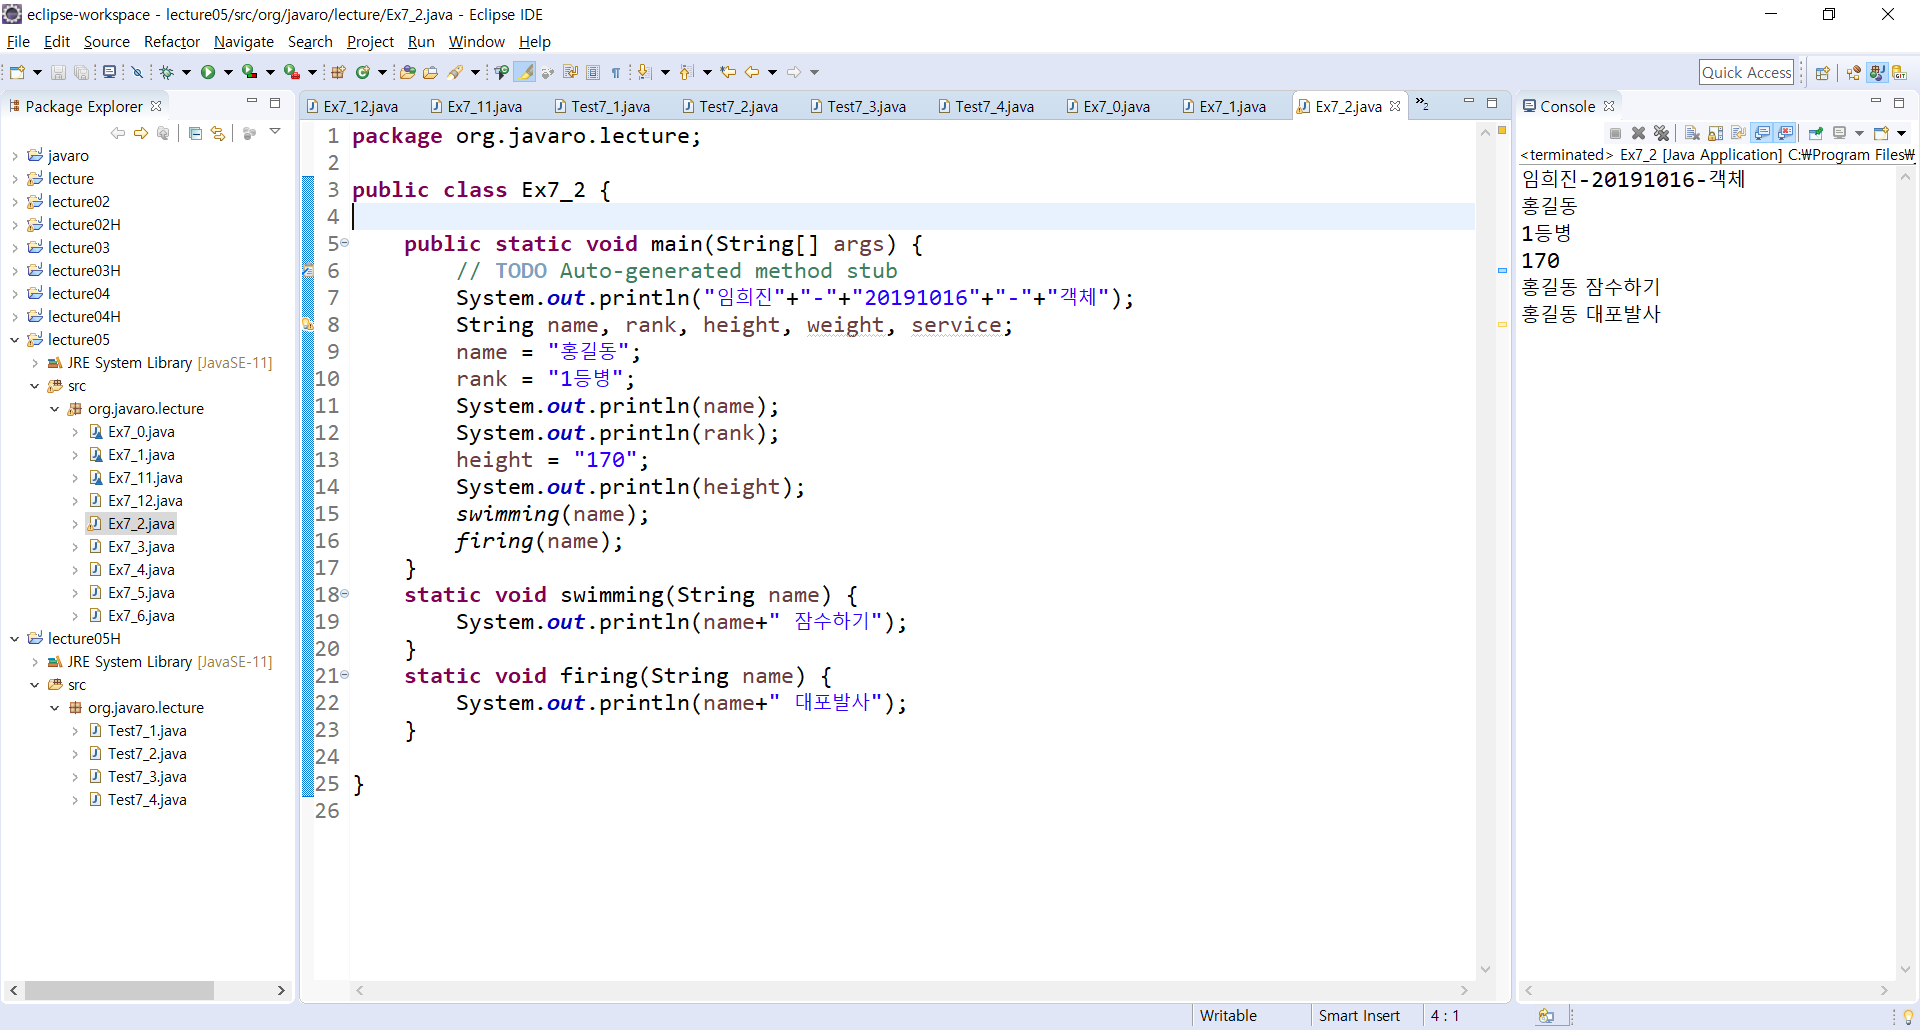 eclipse-workspace - lecture05/src/org/javaro/lecture/Ex7_2.java - Eclipse IDE
File Edit Source Refactor Navigate Search Project Run Window Help
Quick Access
Package Explorer
javaro
lecture
lecture02
lecture02H
lecture03
lecture03H
lecture04
lecture04H
lecture05
JRE System Library [JavaSE-11]
src
org.javaro.lecture
Ex7_0.java
Ex7_1.java
Ex7_11.java
Ex7_12.java
Ex7_2.java
Ex7_3.java
Ex7_4.java
Ex7_5.java
Ex7_6.java
lecture05H
JRE System Library [JavaSE-11]
src
org.javaro.lecture
Test7_1.java
Test7_2.java
Test7_3.java
Test7_4.java
Ex7_12.java Ex7_11.java Test7_1.java Test7_2.java Test7_3.java Test7_4.java Ex7_0.java Ex7_1.java Ex7_2.java »2
1 package org.javaro.lecture;
2
3 public class Ex7_2 {
4
5 public static void main(String[] args) {
6 // TODO Auto-generated method stub
7 System.out.println("임희진"+"-"+"20191016"+"-"+"객체");
8 String name, rank, height, weight, service;
9 name = "홍길동";
10 rank = "1등병";
11 System.out.println(name);
12 System.out.println(rank);
13 height = "170";
14 System.out.println(height);
15 swimming(name);
16 firing(name);
17 }
18 static void swimming(String name) {
19 System.out.println(name+" 잠수하기");
20 }
21 static void firing(String name) {
22 System.out.println(name+" 대포발사");
23 }
24
25 }
26
Console
<terminated> Ex7_2 [Java Application] C:₩Program Files₩
임희진-20191016-객체
홍길동
1등병
170
홍길동 잠수하기
홍길동 대포발사
Writable Smart Insert 4 : 1